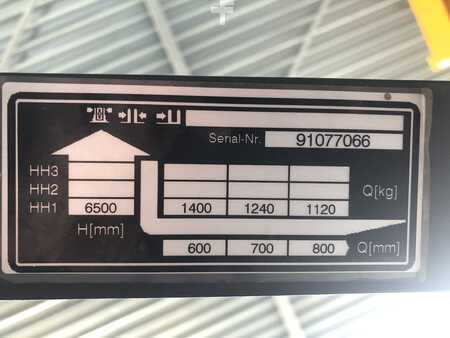 Serial-Nr. 91077066
HH3
HH2 Q[kg]
HH1 6500 1400 1240 1120
H[mm]
600 700 800 Q[mm]